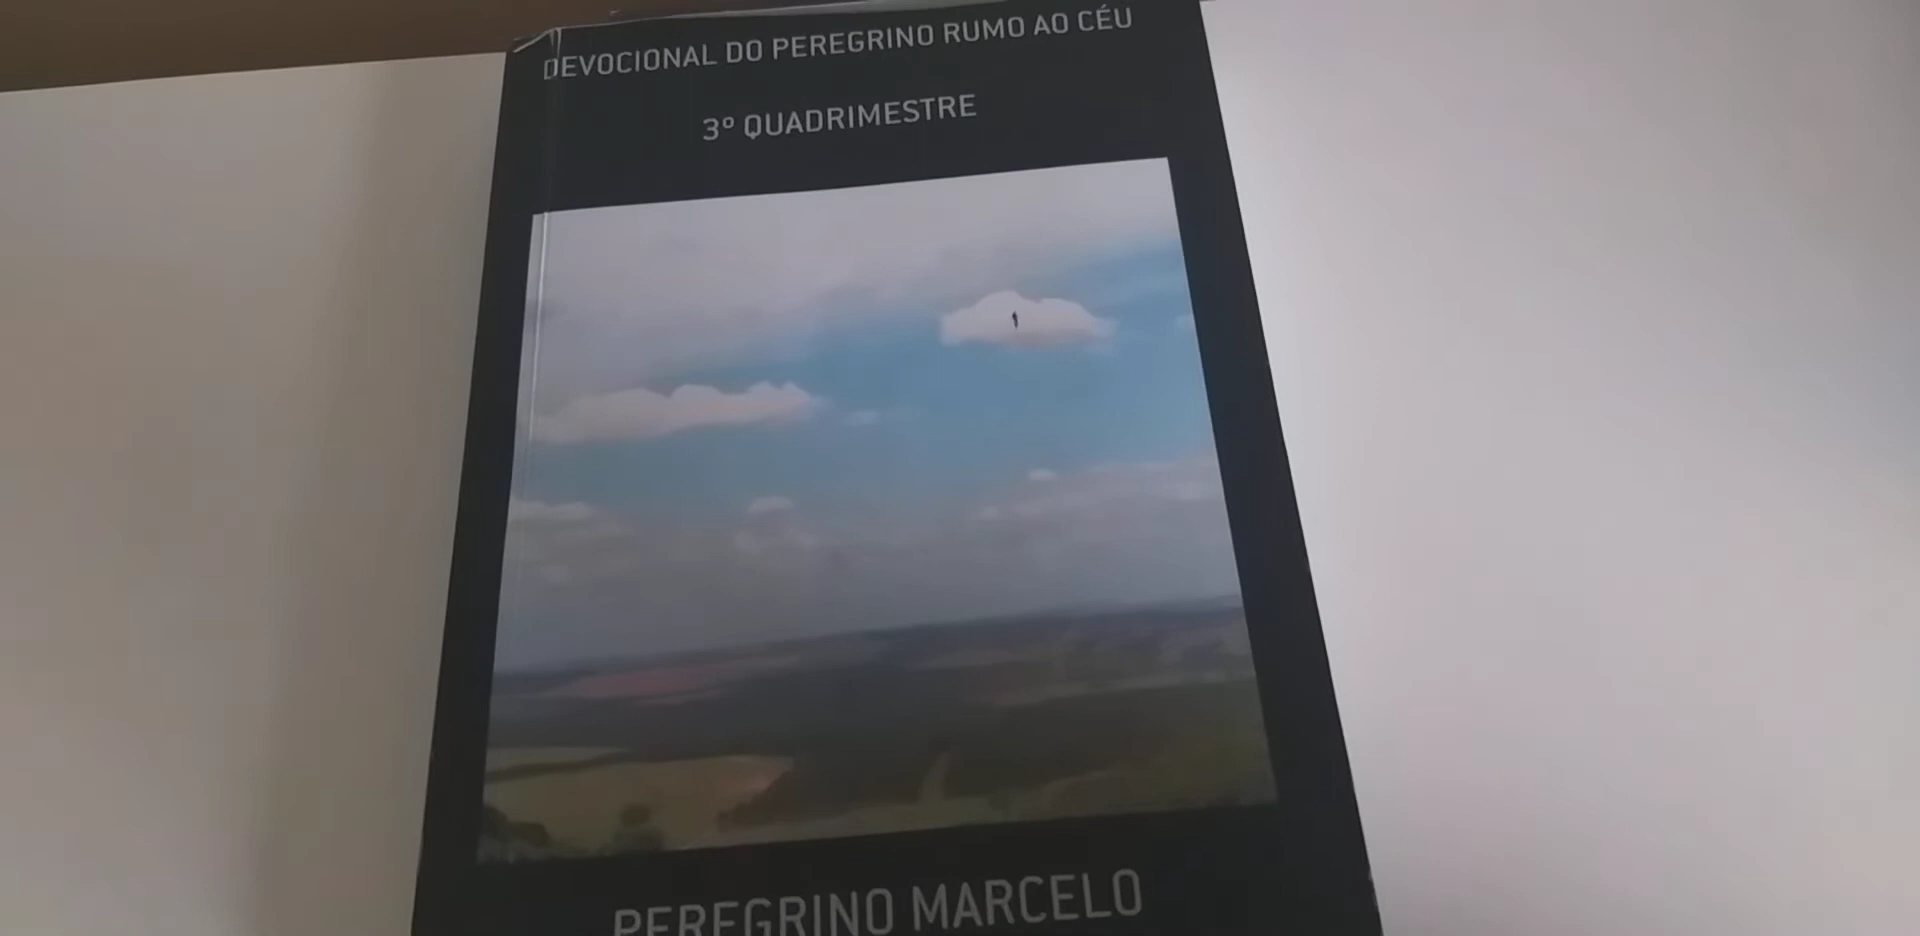 DEVOCIONAL DO PEREGRINO RUMO AO CÉU
3º QUADRIMESTRE
PEREGRINO MARCELO